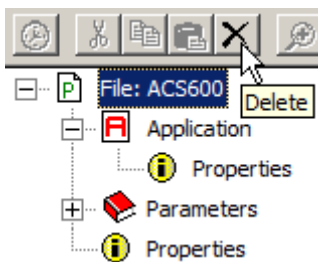 P File: ACS600
Delete
A Application
i Properties
Parameters
i Properties